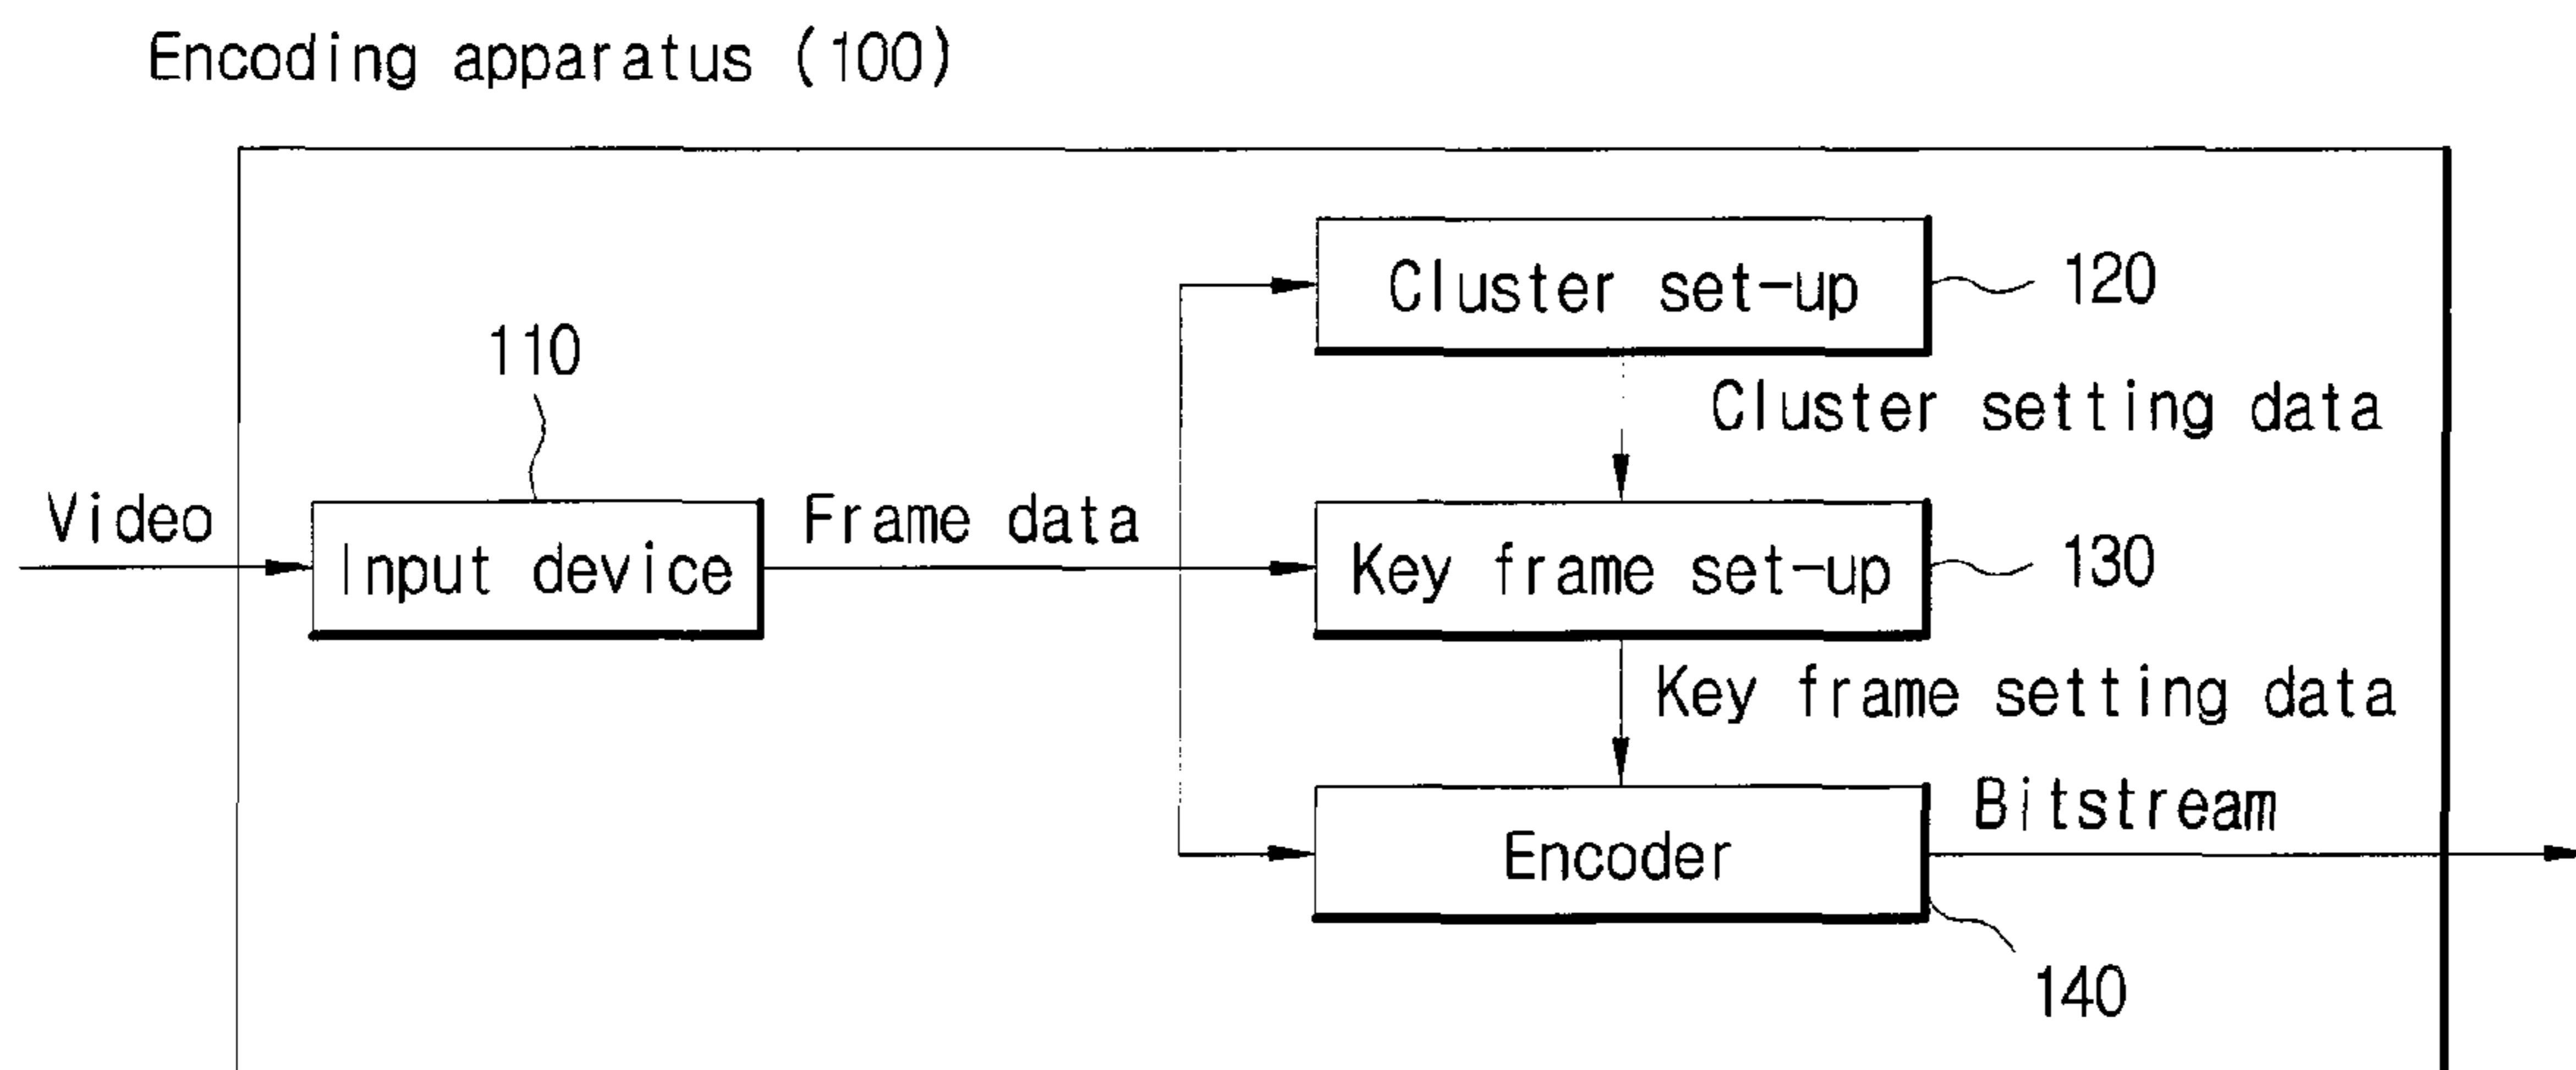 Encoding apparatus (100)
Cluster set-up
120
110
Cluster setting data
Video
Input device
Frame data
Key frame set-up
130
Key frame setting data
Encoder
Bitstream
140